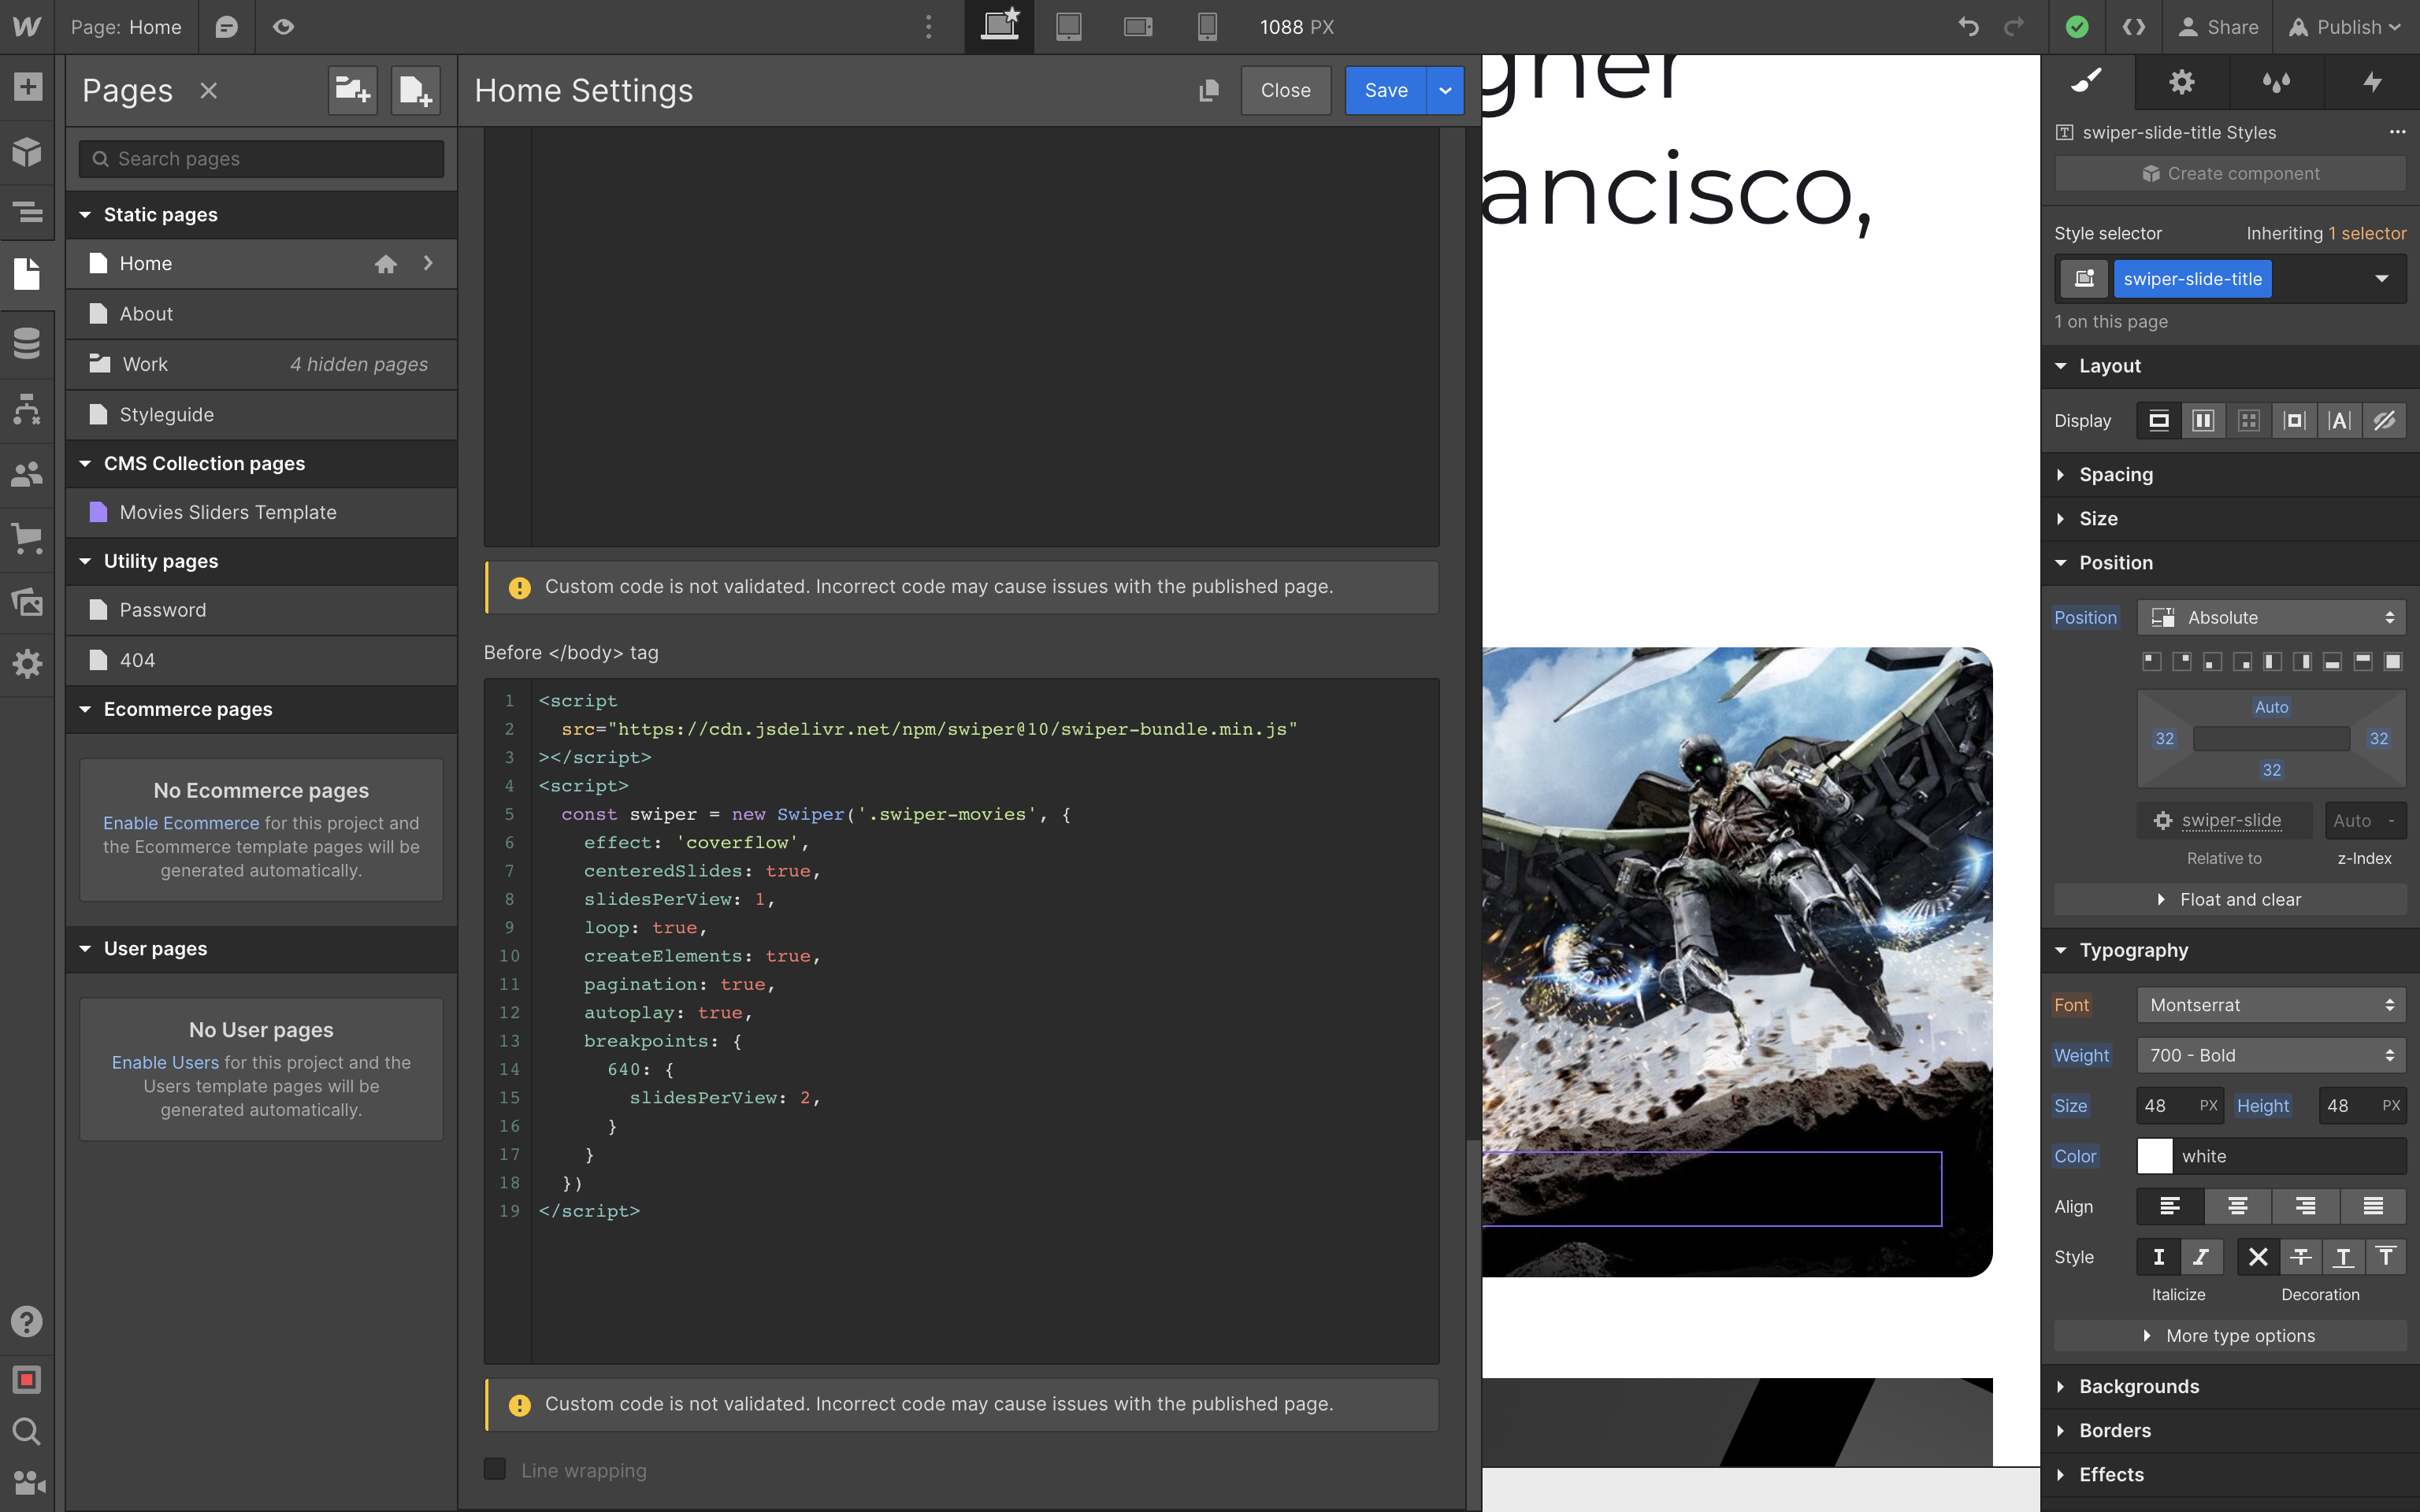 Page: Home
1088 PX
Share
Publish
Pages
Home Settings
Close
Save
Search pages
Static pages
Home
About
Work
4 hidden pages
Styleguide
CMS Collection pages
Movies Sliders Template
Utility pages
Password
404
Ecommerce pages
No Ecommerce pages
Enable Ecommerce for this project and
the Ecommerce template pages will be
generated automatically.
User pages
No User pages
Enable Users for this project and the
Users template pages will be
generated automatically.
Custom code is not validated. Incorrect code may cause issues with the published page.
Before </body> tag
1 <script
2 src="https://cdn.jsdelivr.net/npm/swiper@10/swiper-bundle.min.js"
3 ></script>
4 <script>
5 const swiper = new Swiper('.swiper-movies', {
6 effect: 'coverflow',
7 centeredSlides: true,
8 slidesPerView: 1,
9 loop: true,
10 createElements: true,
11 pagination: true,
12 autoplay: true,
13 breakpoints: {
14 640: {
15 slidesPerView: 2,
16 }
17 }
18 })
19 </script>
Custom code is not validated. Incorrect code may cause issues with the published page.
Line wrapping
gner
ancisco,
swiper-slide-title Styles
Create component
Style selector
Inheriting 1 selector
swiper-slide-title
1 on this page
Layout
Display
Spacing
Size
Position
Position
Absolute
Auto
32
32
32
swiper-slide
Auto -
Relative to
z-Index
Float and clear
Typography
Font
Montserrat
Weight
700 - Bold
Size
48 PX
Height
48 PX
Color
white
Align
Style
Italicize
Decoration
More type options
Backgrounds
Borders
Effects